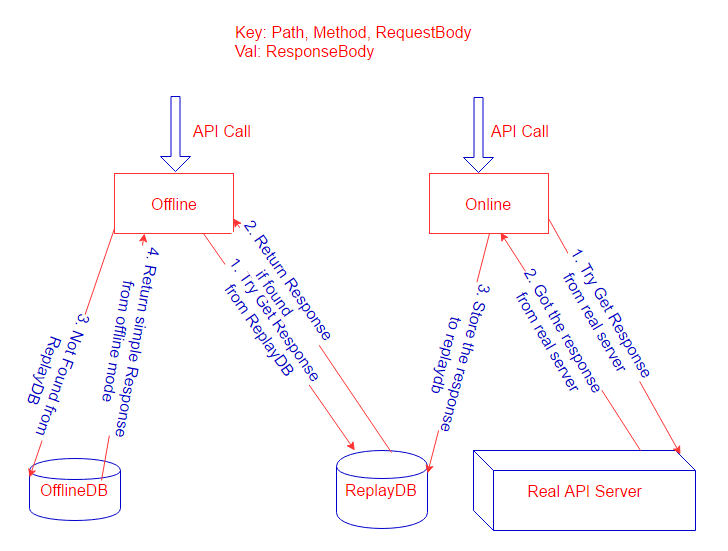 Key: Path, Method, RequestBody
Val: ResponseBody
API Call
API Call
Offline
Online
3. Not Found from
ReplayDB
4. Return simple Response
from offline mode
2. Return Response
if found
1. Try Get Response
from ReplayDB
3. Store the response
to replaydb
2. Got the response
from real server
1. Try Get Response
from real server
OfflineDB
ReplayDB
Real API Server